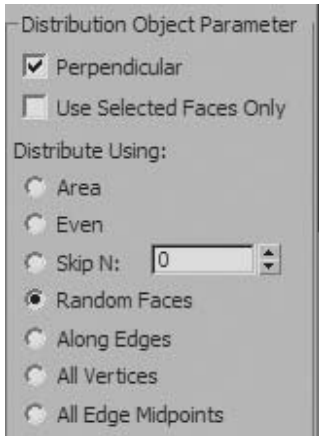 Distribution Object Parameter
Perpendicular
Use Selected Faces Only
Distribute Using:
Area
Even
Skip N: 0
Random Faces
Along Edges
All Vertices
All Edge Midpoints